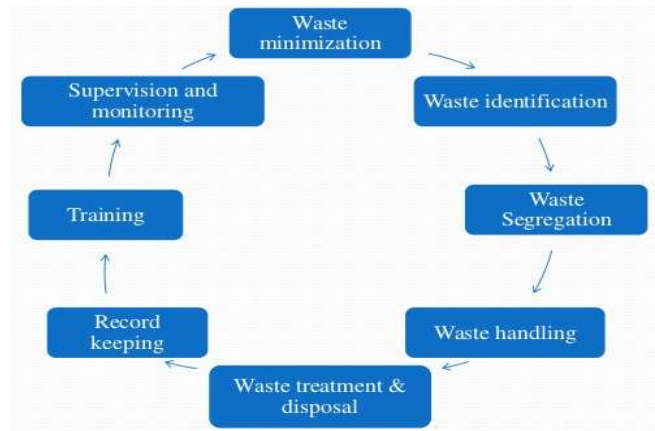 Waste
minimization
Waste identification
Waste
Segregation
Waste handling
Waste treatment &
disposal
Record
keeping
Training
Supervision and
monitoring